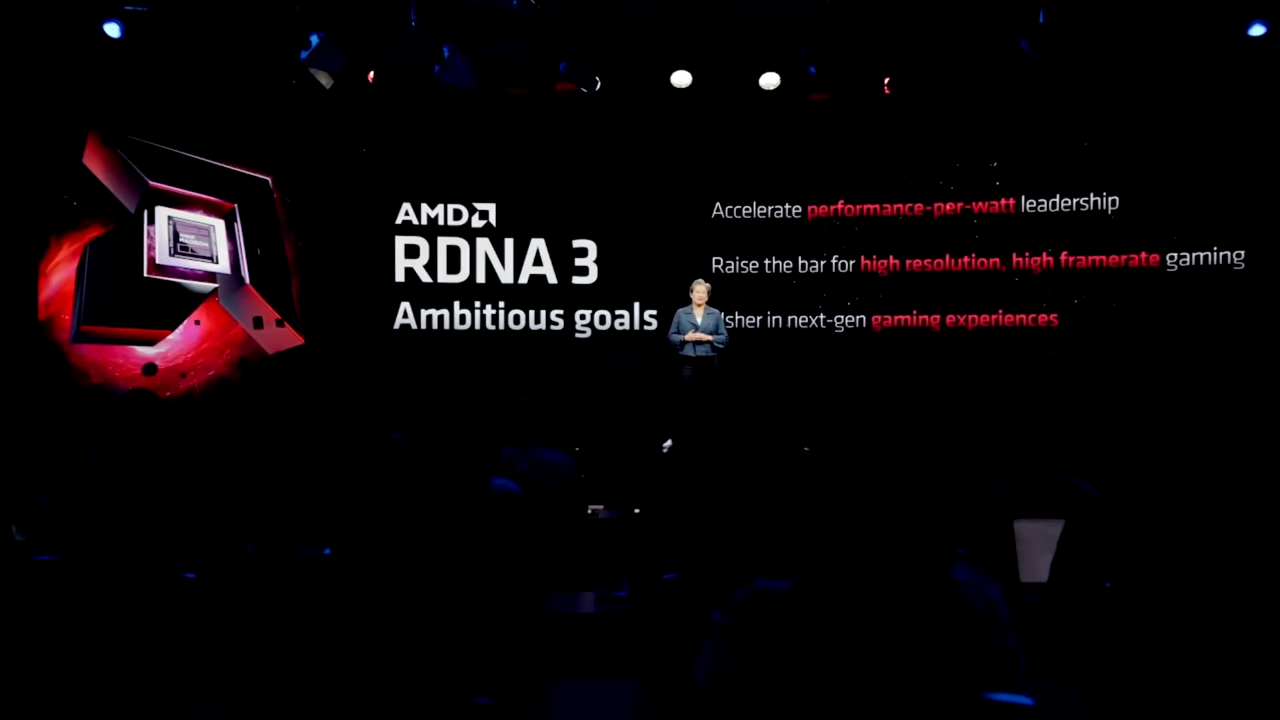 AMD
RDNA 3
Ambitious goals
Accelerate performance-per-watt leadership
Raise the bar for high resolution, high framerate gaming
sher in next-gen gaming experiences